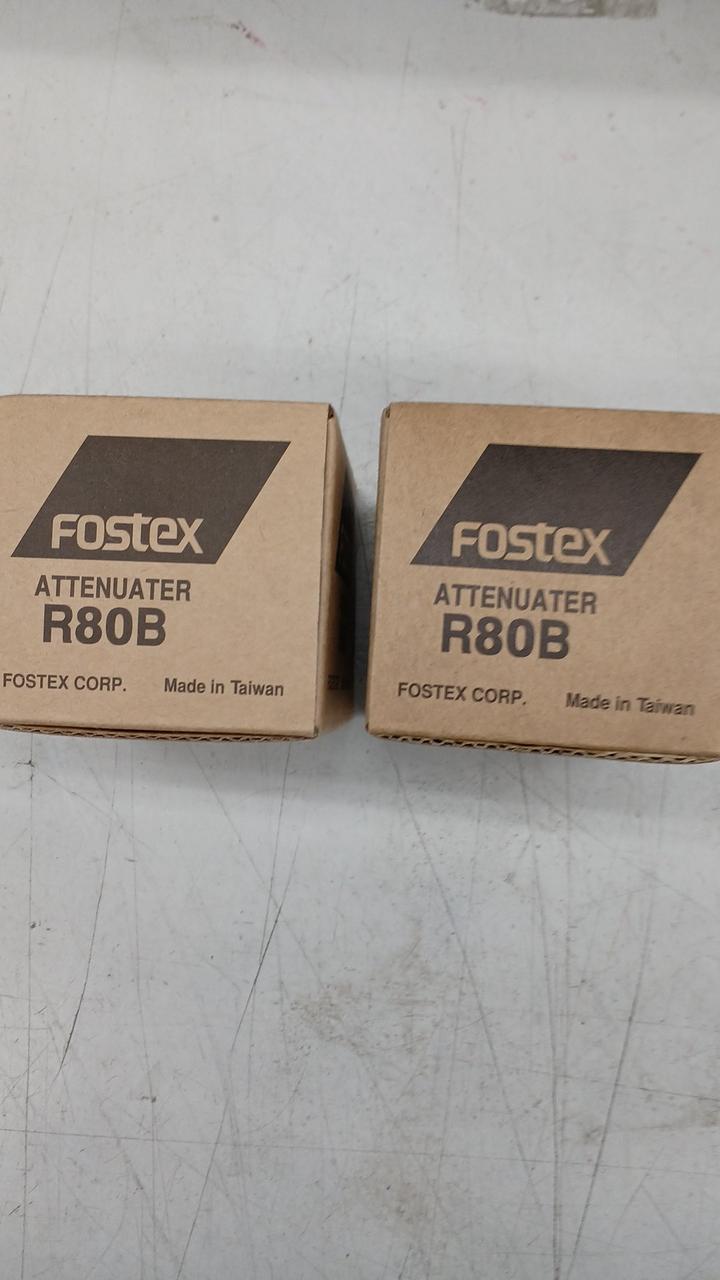 FOSTEX
ATTENUATER
R80B
FOSTEX CORP. Made in Taiwan
FOSTEX
ATTENUATER
R80B
FOSTEX CORP. Made in Taiwan